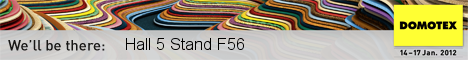 DOMOTEX
We'll be there: Hall 5 Stand F56
14–17 Jan. 2012